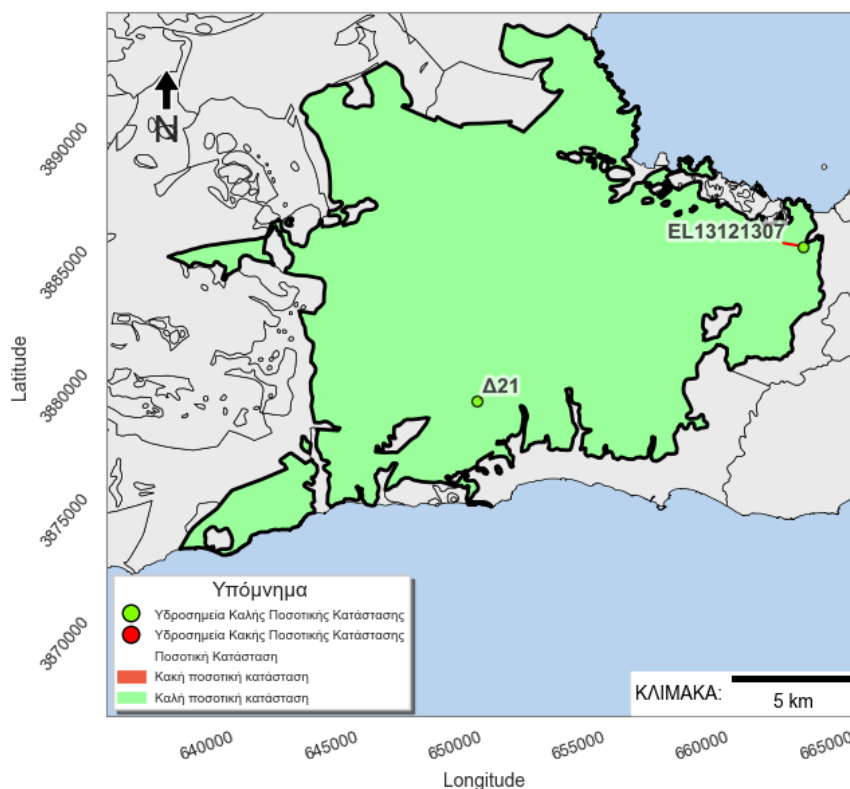 N
EL13121307
Δ21
3890000
3885000
3880000
3875000
3870000
Latitude
Υπόμνημα
Υδροσημεία Καλής Ποσοτικής Κατάστασης
Υδροσημεία Κακής Ποσοτικής Κατάστασης
Ποσοτική Κατάσταση
Κακή ποσοτική κατάσταση
Καλή ποσοτική κατάσταση
ΚΛΙΜΑΚΑ:
5 km
640000
645000
650000
655000
660000
665000
Longitude